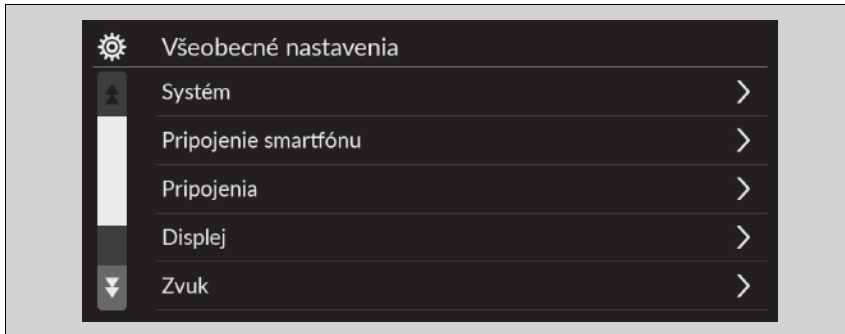 Všeobecné nastavenia
Systém
Pripojenie smartfónu
Pripojenia
Displej
Zvuk